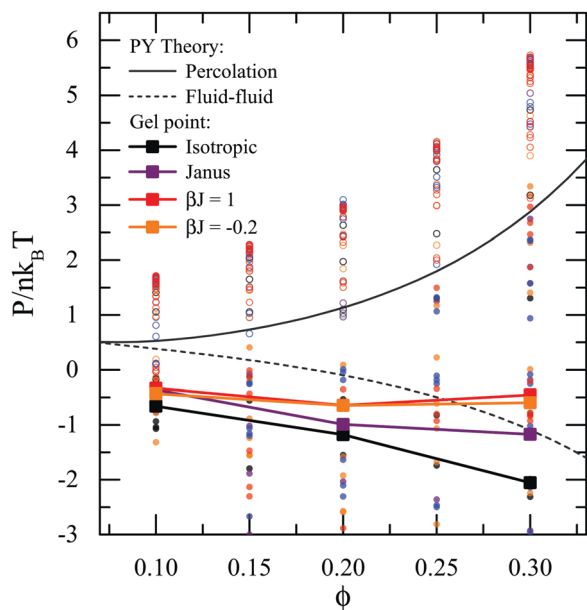 PY Theory:
Percolation
Fluid-fluid
Gel point:
Isotropic
Janus
βJ = 1
βJ = -0.2
P/nk_BT
6
5
4
3
2
1
0
-1
-2
-3
0.10 0.15 0.20 0.25 0.30
ϕ